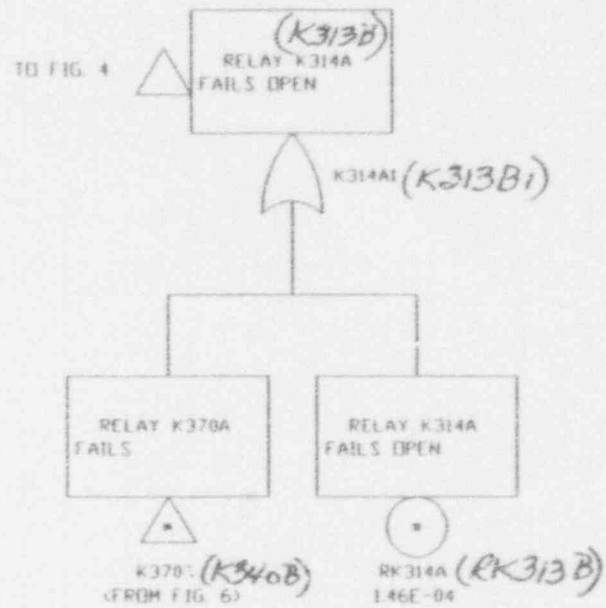 (K313B)
RELAY K314A
FAILS OPEN
TO FIG. 4
K314A1 (K313B1)
RELAY K370A
FAILS
RELAY K314A
FAILS OPEN
(K340B)
(FROM FIG. 6)
RK314A (RK313B)
1.46E-04